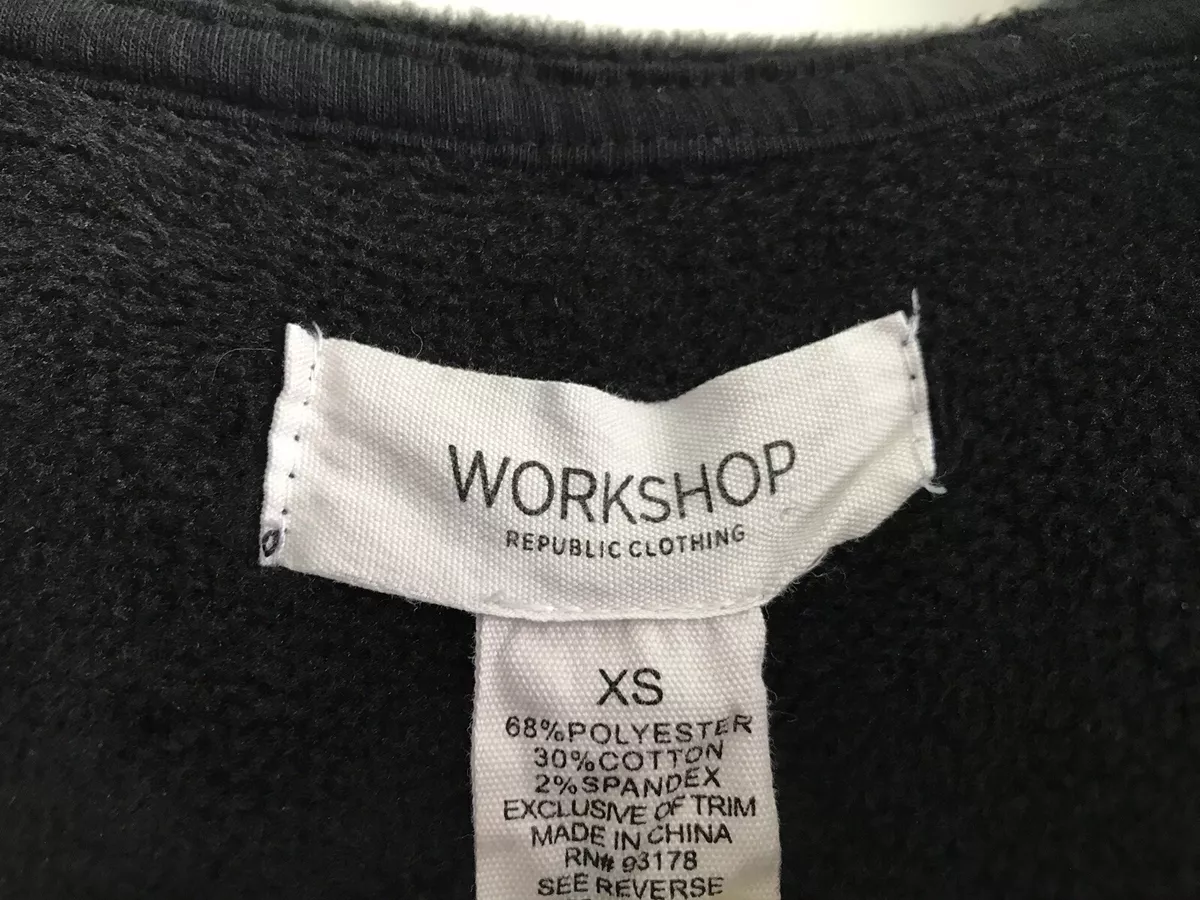 WORKSHOP
REPUBLIC CLOTHING
XS
68%POLYESTER
30%COTTON
2%SPANDEX
EXCLUSIVE OF TRIM
MADE IN CHINA
RN# 93178
SEE REVERSE